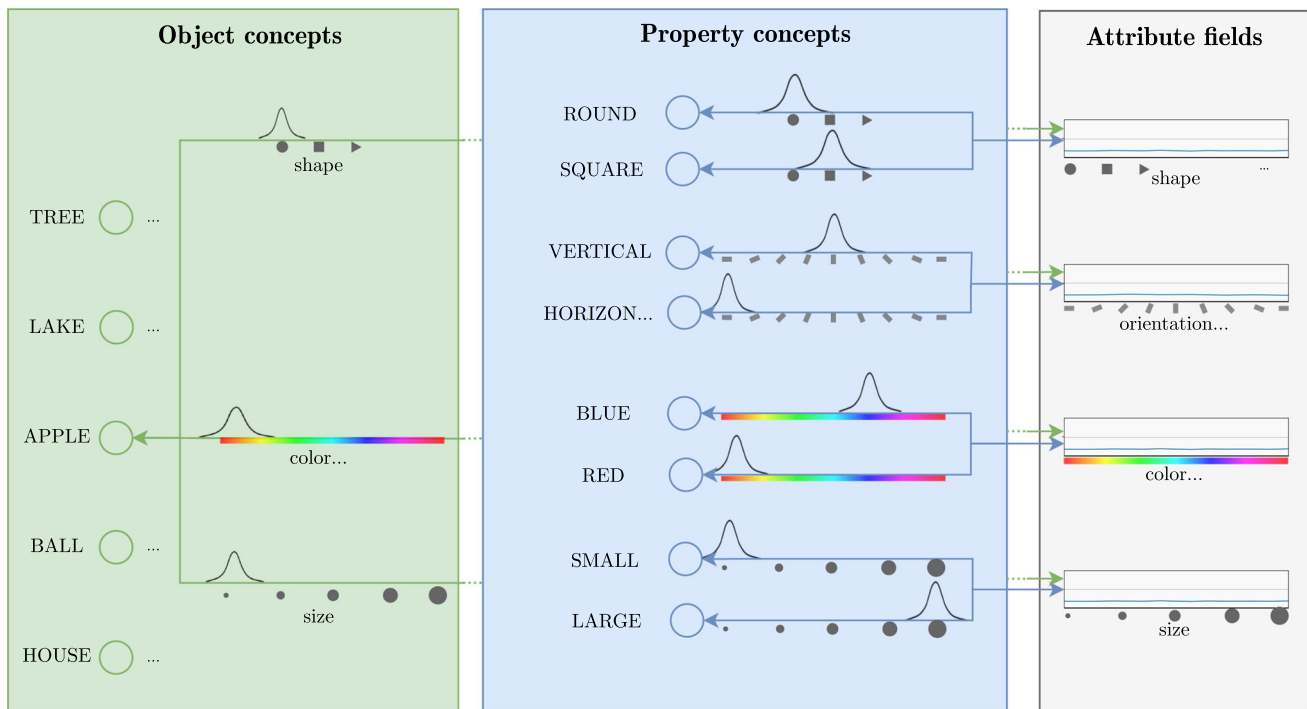 Object concepts
shape
TREE ...
LAKE ...
APPLE
color...
BALL ...
size
HOUSE ...
Property concepts
ROUND
SQUARE
VERTICAL
HORIZON...
BLUE
RED
SMALL
LARGE
Attribute fields
shape ...
orientation...
color...
size